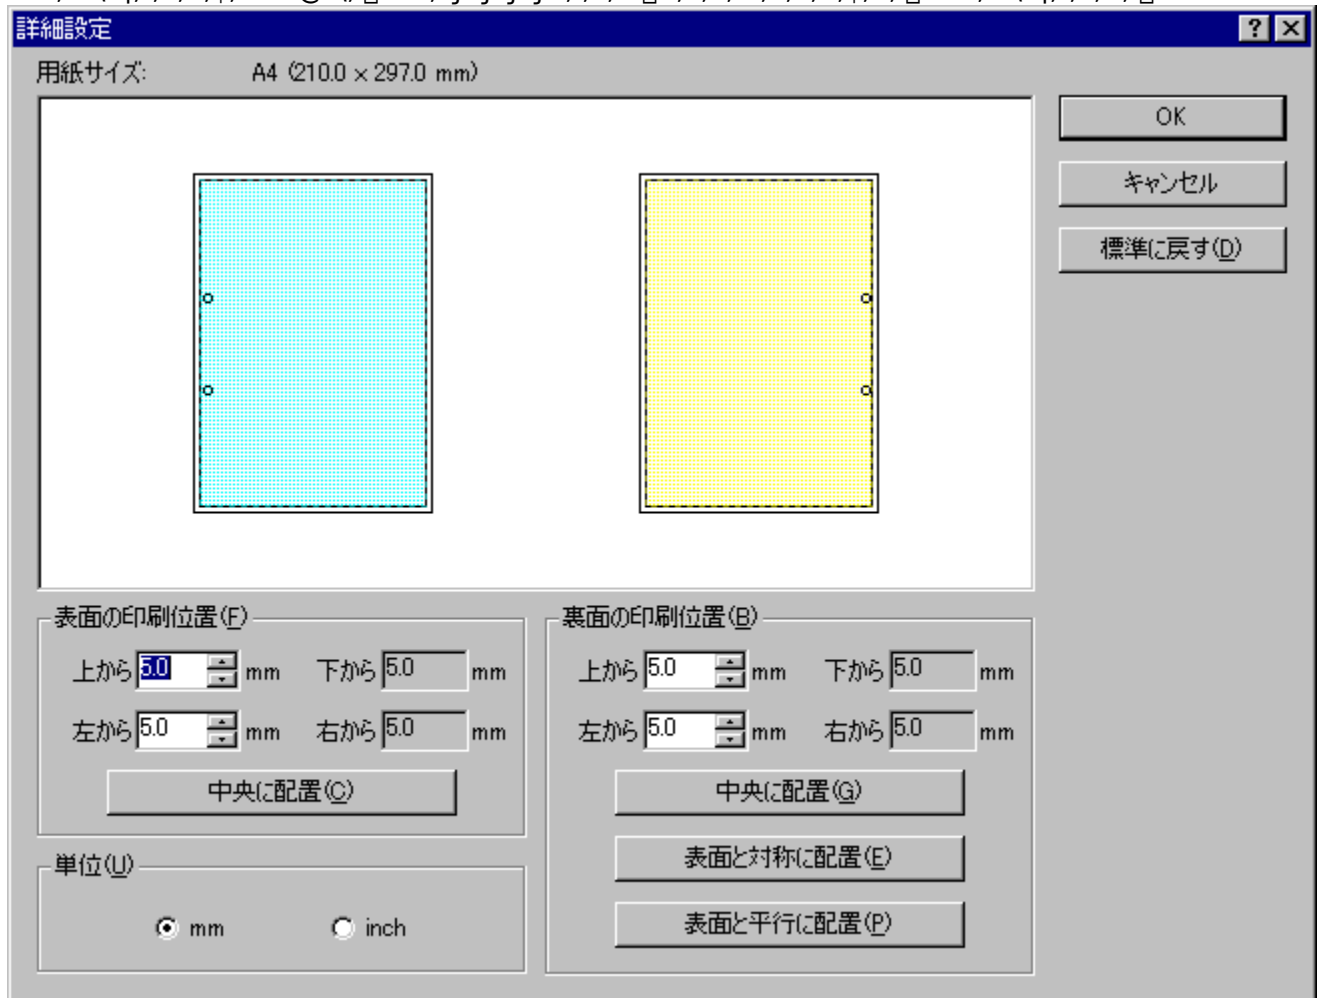 詳細設定
用紙サイズ: A4 (210.0 × 297.0 mm)
OK
キャンセル
標準に戻す(D)
表面の印刷位置(F)
上から 5.0 mm 下から 5.0 mm
左から 5.0 mm 右から 5.0 mm
中央に配置(C)
単位(U)
mm inch
裏面の印刷位置(B)
上から 5.0 mm 下から 5.0 mm
左から 5.0 mm 右から 5.0 mm
中央に配置(G)
表面と対称に配置(E)
表面と平行に配置(P)